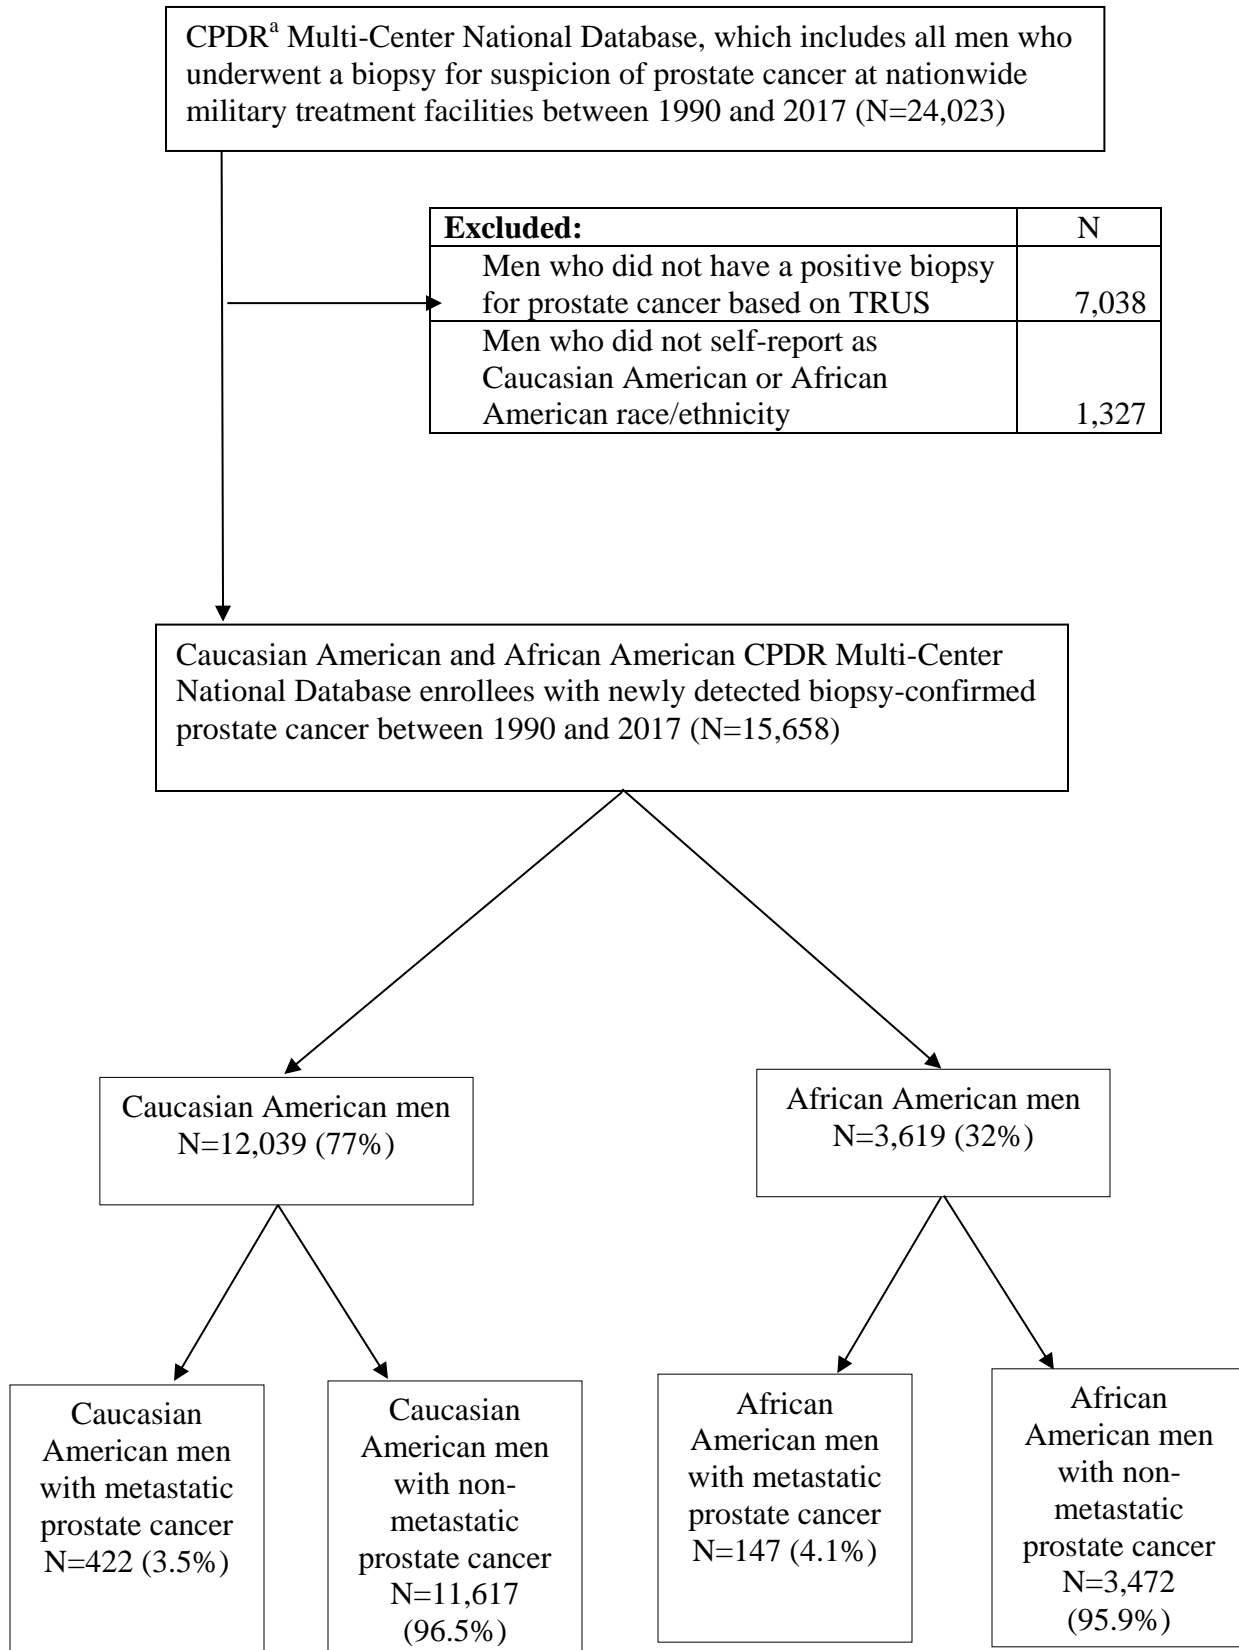 CPDRa Multi-Center National Database, which includes all men who
underwent a biopsy for suspicion of prostate cancer at nationwide
military treatment facilities between 1990 and 2017 (N=24,023)
Excluded: N
Men who did not have a positive biopsy
for prostate cancer based on TRUS 7,038
Men who did not self-report as
Caucasian American or African
American race/ethnicity 1,327
Caucasian American and African American CPDR Multi-Center
National Database enrollees with newly detected biopsy-confirmed
prostate cancer between 1990 and 2017 (N=15,658)
Caucasian American men
N=12,039 (77%)
African American men
N=3,619 (32%)
Caucasian
American men
with metastatic
prostate cancer
N=422 (3.5%)
Caucasian
American men
with non-
metastatic
prostate cancer
N=11,617
(96.5%)
African
American men
with metastatic
prostate cancer
N=147 (4.1%)
African
American men
with non-
metastatic
prostate cancer
N=3,472
(95.9%)